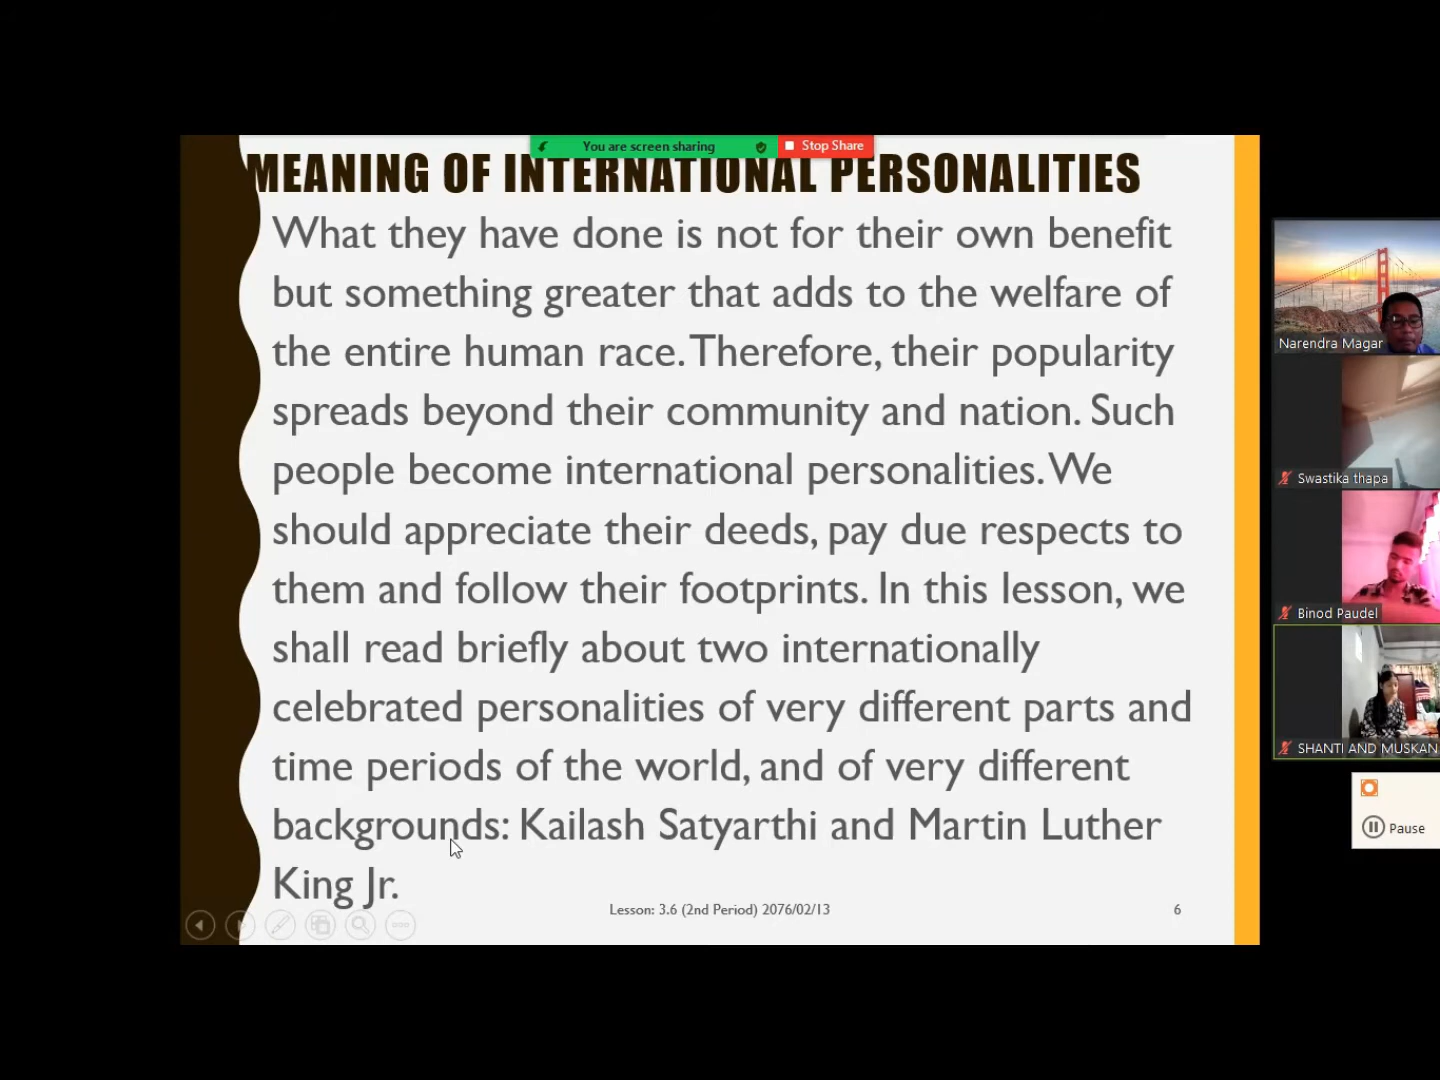 You are screen sharing
Stop Share
MEANING OF INTERNATIONAL PERSONALITIES
What they have done is not for their own benefit
but something greater that adds to the welfare of
the entire human race. Therefore, their popularity
spreads beyond their community and nation. Such
people become international personalities. We
should appreciate their deeds, pay due respects to
them and follow their footprints. In this lesson, we
shall read briefly about two internationally
celebrated personalities of very different parts and
time periods of the world, and of very different
backgrounds: Kailash Satyarthi and Martin Luther
King Jr.
Lesson: 3.6 (2nd Period) 2076/02/13
6
Narendra Magar
Swastika thapa
Binod Paudel
SHANTI AND MUSKAN
Pause